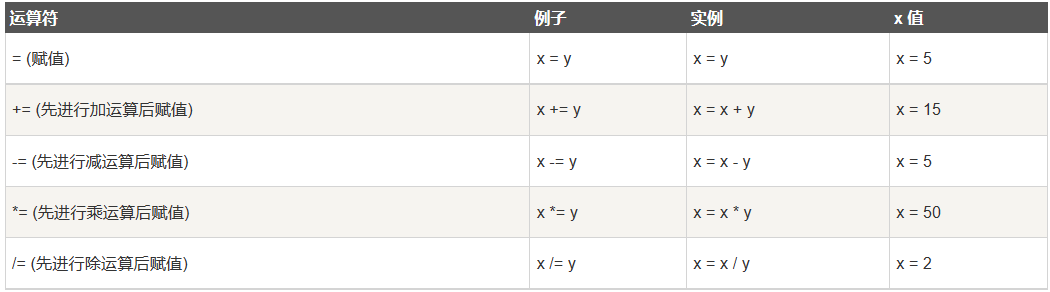 运算符 例子 实例 x 值
= (赋值) x = y x = y x = 5
+= (先进行加运算后赋值) x += y x = x + y x = 15
-= (先进行减运算后赋值) x -= y x = x - y x = 5
*= (先进行乘运算后赋值) x *= y x = x * y x = 50
/= (先进行除运算后赋值) x /= y x = x / y x = 2